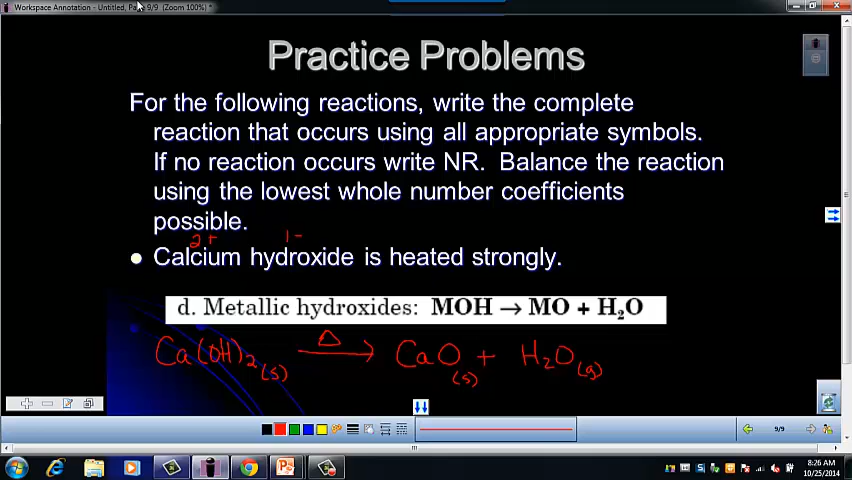 Workspace Annotation - Untitled, Page 9/9 (Zoom 100%) *
Practice Problems
For the following reactions, write the complete
reaction that occurs using all appropriate symbols.
If no reaction occurs write NR. Balance the reaction
using the lowest whole number coefficients
possible.
2+ 1-
Calcium hydroxide is heated strongly.
d. Metallic hydroxides: MOH → MO + H₂O
Ca(OH)₂(s) —Δ→ CaO(s) + H₂O(g)
9/9
8:26 AM
10/25/2014